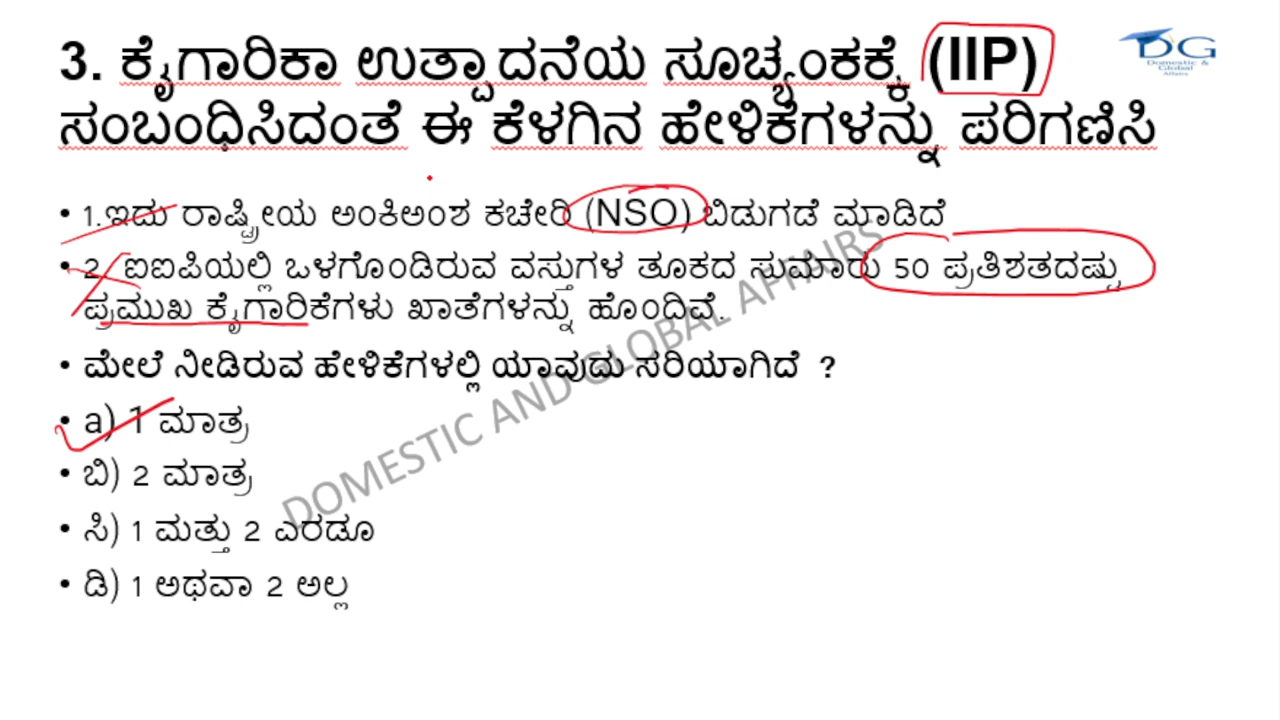 3. ಕೈಗಾರಿಕಾ ಉತ್ಪಾದನೆಯ ಸೂಚ್ಯಂಕಕ್ಕೆ (IIP)
ಸಂಬಂಧಿಸಿದಂತೆ ಈ ಕೆಳಗಿನ ಹೇಳಿಕೆಗಳನ್ನು ಪರಿಗಣಿಸಿ
DG
Domestic &
Global
Affairs
• 1.ಇದು ರಾಷ್ಟ್ರೀಯ ಅಂಕಿಅಂಶ ಕಚೇರಿ (NSO) ಬಿಡುಗಡೆ ಮಾಡಿದೆ
• 2. ಐಐಪಿಯಲ್ಲಿ ಒಳಗೊಂಡಿರುವ ವಸ್ತುಗಳ ತೂಕದ ಸುಮಾರು 50 ಪ್ರತಿಶತದಷ್ಟು
ಪ್ರಮುಖ ಕೈಗಾರಿಕೆಗಳು ಖಾತೆಗಳನ್ನು ಹೊಂದಿವೆ.
• ಮೇಲೆ ನೀಡಿರುವ ಹೇಳಿಕೆಗಳಲ್ಲಿ ಯಾವುದು ಸರಿಯಾಗಿದೆ ?
• a) 1 ಮಾತ್ರ
• ಬಿ) 2 ಮಾತ್ರ
• ಸಿ) 1 ಮತ್ತು 2 ಎರಡೂ
• ಡಿ) 1 ಅಥವಾ 2 ಅಲ್ಲ
DOMESTIC AND GLOBAL AFFAIRS